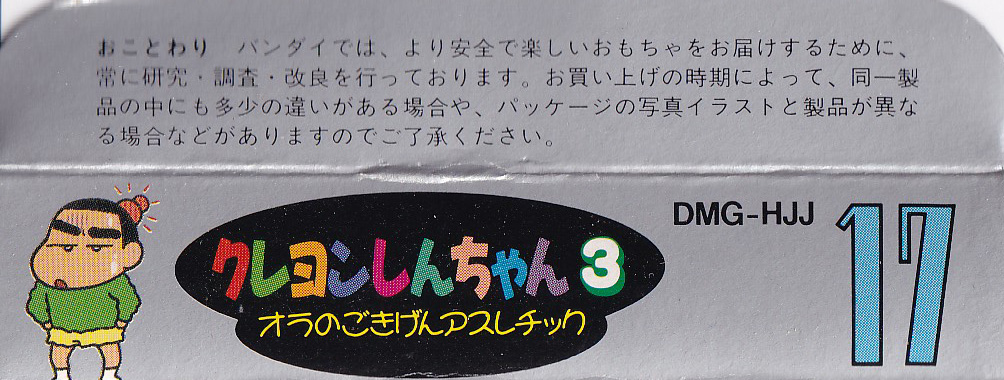 おことわり　バンダイでは、より安全で楽しいおもちゃをお届けするために、
常に研究・調査・改良を行っております。お買い上げの時期によって、同一製
品の中にも多少の違いがある場合や、パッケージの写真イラストと製品が異な
る場合などがありますのでご了承ください。
DMG-HJJ 17
クレヨンしんちゃん3
オラのごきげんアスレチック